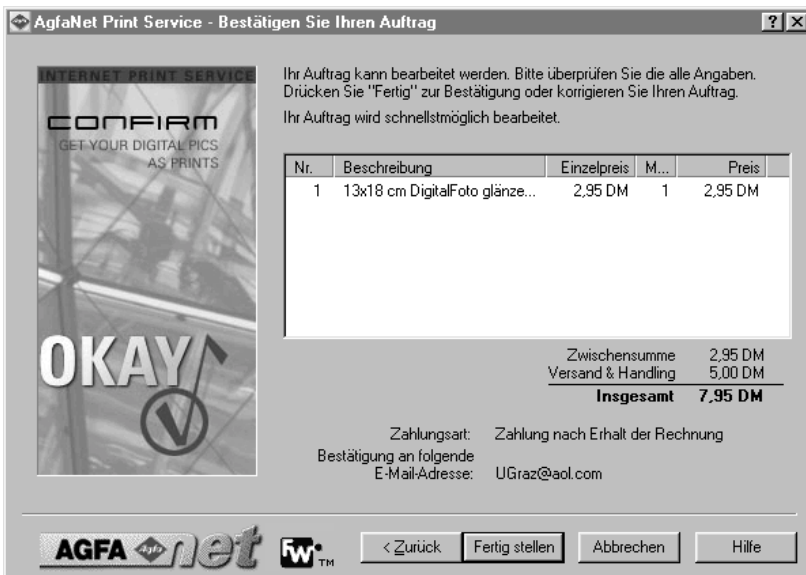 AgfaNet Print Service - Bestätigen Sie Ihren Auftrag
INTERNET PRINT SERVICE
CONFIRM
GET YOUR DIGITAL PICS
AS PRINTS
OKAY
Ihr Auftrag kann bearbeitet werden. Bitte überprüfen Sie die alle Angaben.
Drücken Sie "Fertig" zur Bestätigung oder korrigieren Sie Ihren Auftrag.
Ihr Auftrag wird schnellstmöglich bearbeitet.
Nr. Beschreibung Einzelpreis M... Preis
1 13x18 cm DigitalFoto glänze... 2,95 DM 1 2,95 DM
Zwischensumme 2,95 DM
Versand & Handling 5,00 DM
Insgesamt 7,95 DM
Zahlungsart: Zahlung nach Erhalt der Rechnung
Bestätigung an folgende
E-Mail-Adresse: UGraz@aol.com
AGFA net fw TM
< Zurück Fertig stellen Abbrechen Hilfe